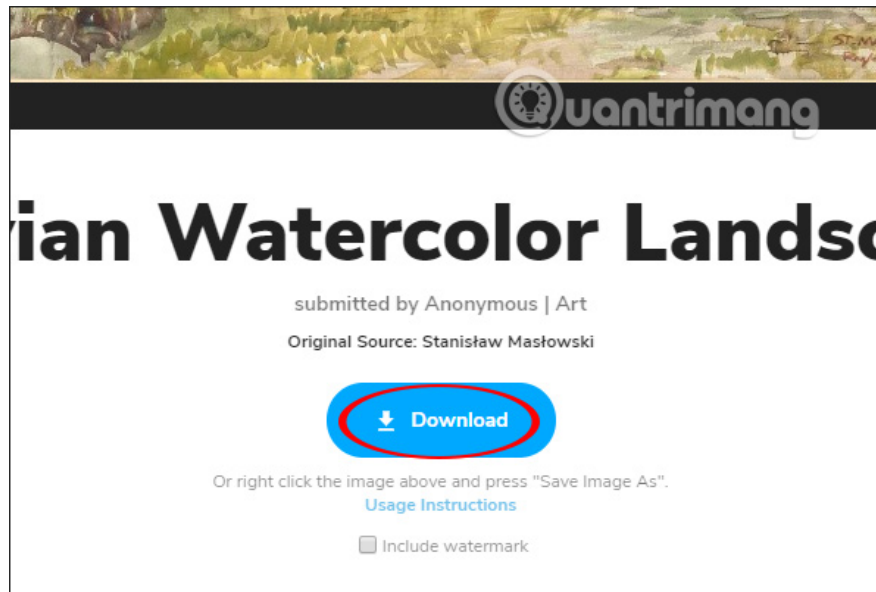 Quantrimang
ian Watercolor Lands
submitted by Anonymous | Art
Original Source: Stanisław Masłowski
Download
Or right click the image above and press "Save Image As".
Usage Instructions
Include watermark